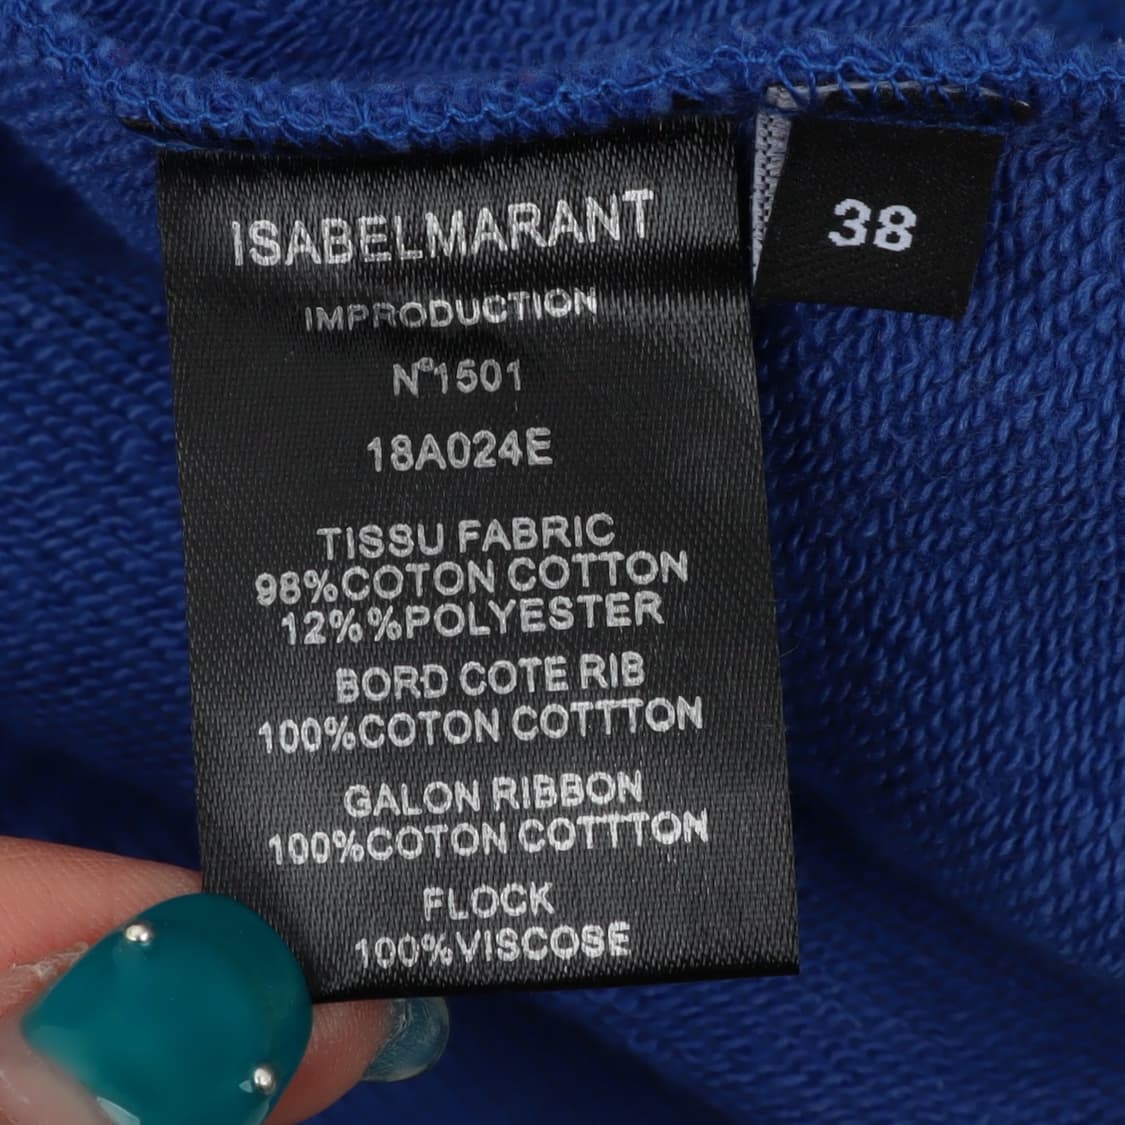 ISABELMARANT
38
IMPRODUCTION
Nº1501
18A024E
TISSU FABRIC
98%COTON COTTON
12%%POLYESTER
BORD COTE RIB
100%COTON COTTTON
GALON RIBBON
100%COTON COTTTON
FLOCK
100%VISCOSE